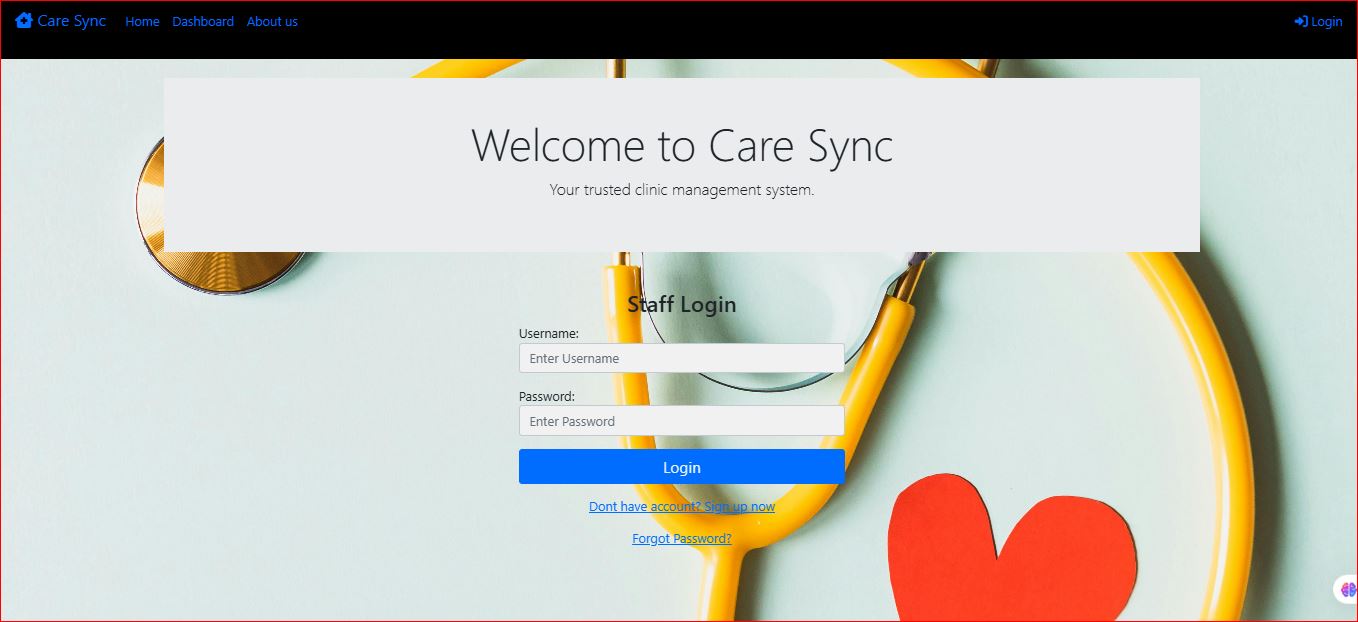 Care Sync Home Dashboard About us Login
Welcome to Care Sync
Your trusted clinic management system.
Staff Login
Username:
Enter Username
Password:
Enter Password
Login
Dont have account? Sign up now
Forgot Password?